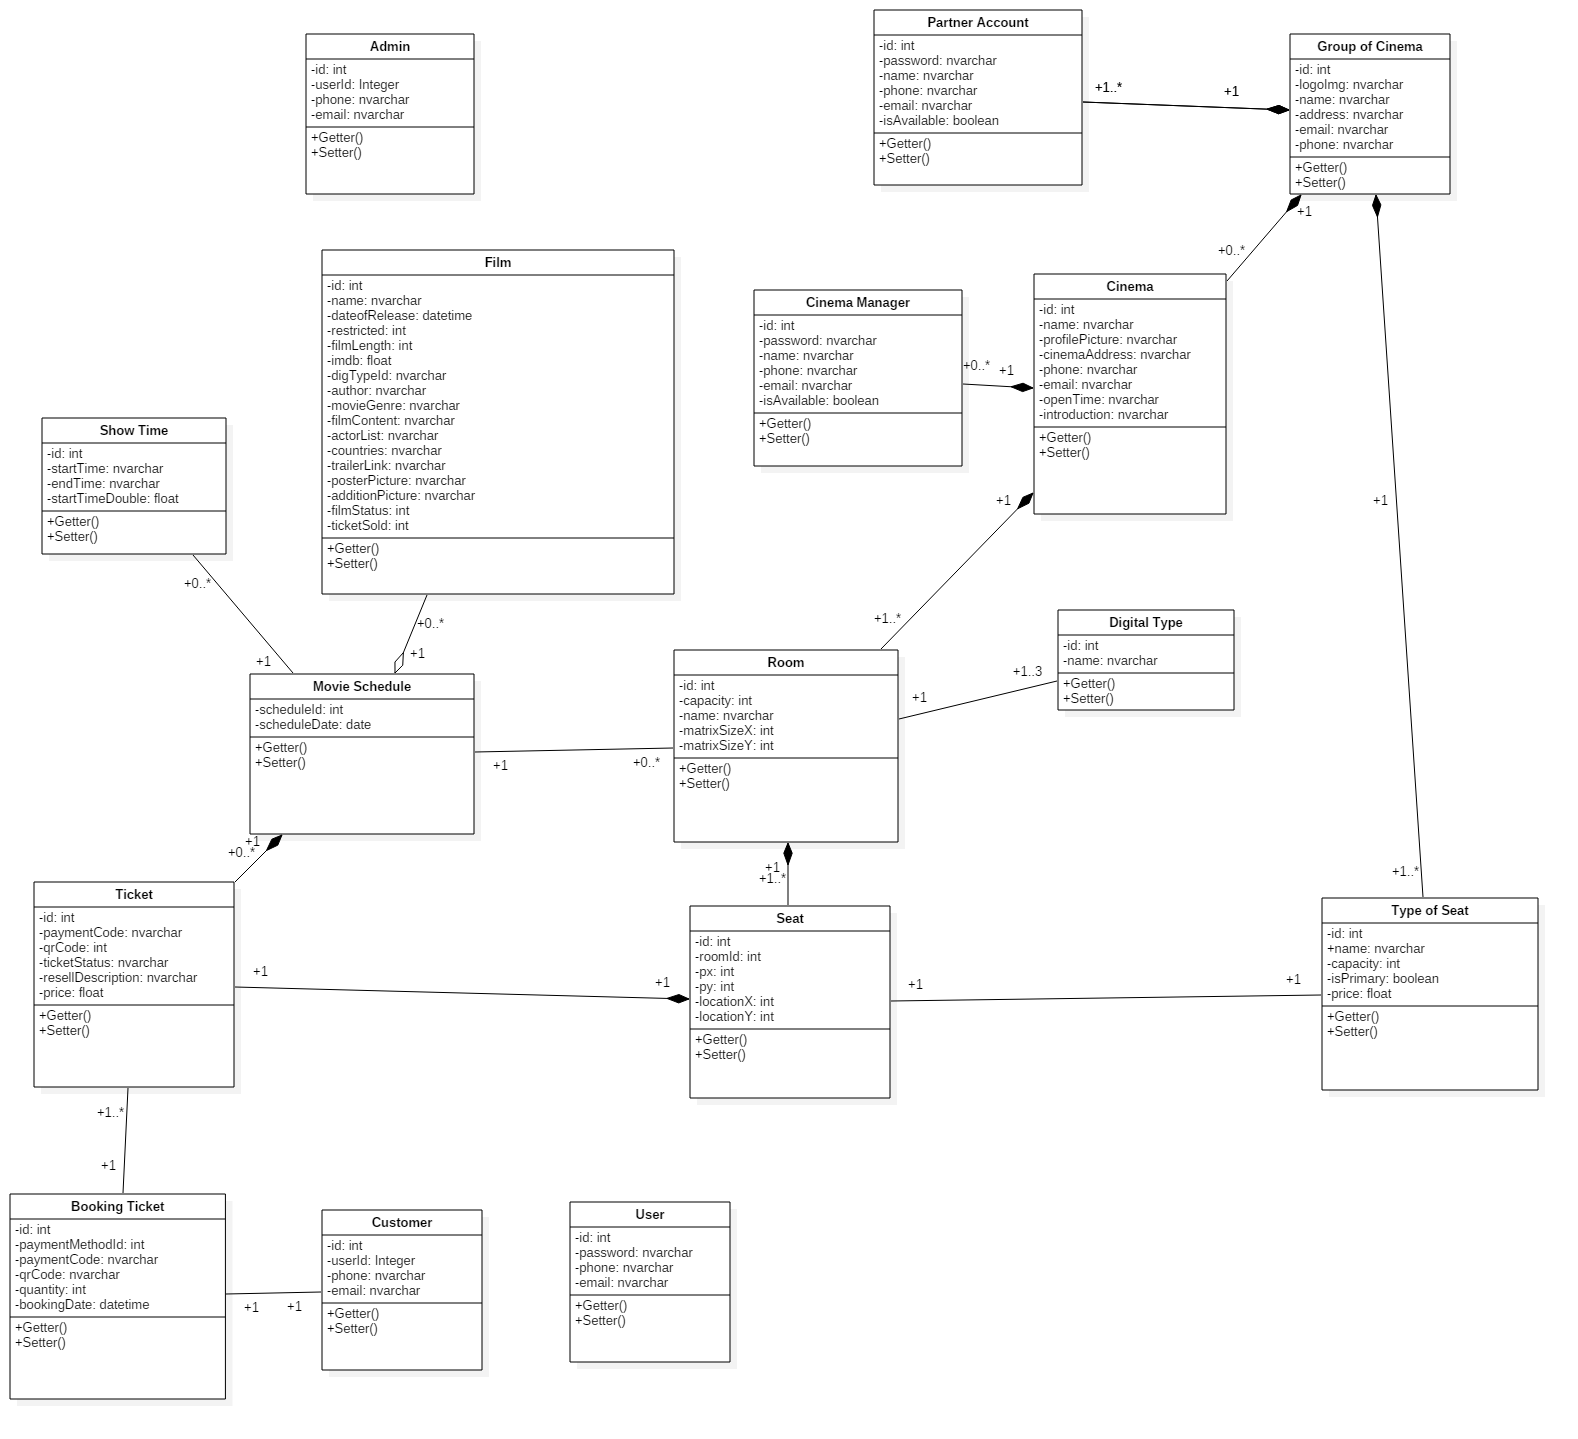 Admin
-id: int
-userId: Integer
-phone: nvarchar
-email: nvarchar
+Getter()
+Setter()
Partner Account
-id: int
-password: nvarchar
-name: nvarchar
-phone: nvarchar
-email: nvarchar
-isAvailable: boolean
+Getter()
+Setter()
+1..*
+1
Group of Cinema
-id: int
-logoImg: nvarchar
-name: nvarchar
-address: nvarchar
-email: nvarchar
-phone: nvarchar
+Getter()
+Setter()
+1
+0..*
Film
-id: int
-name: nvarchar
-dateofRelease: datetime
-restricted: int
-filmLength: int
-imdb: float
-digTypeId: nvarchar
-author: nvarchar
-movieGenre: nvarchar
-filmContent: nvarchar
-actorList: nvarchar
-countries: nvarchar
-trailerLink: nvarchar
-posterPicture: nvarchar
-additionPicture: nvarchar
-filmStatus: int
-ticketSold: int
+Getter()
+Setter()
Cinema Manager
-id: int
-password: nvarchar
-name: nvarchar
-phone: nvarchar
-email: nvarchar
-isAvailable: boolean
+Getter()
+Setter()
+0..*
+1
Cinema
-id: int
-name: nvarchar
-profilePicture: nvarchar
-cinemaAddress: nvarchar
-phone: nvarchar
-email: nvarchar
-openTime: nvarchar
-introduction: nvarchar
+Getter()
+Setter()
+1
+1
Show Time
-id: int
-startTime: nvarchar
-endTime: nvarchar
-startTimeDouble: float
+Getter()
+Setter()
+0..*
+1
+0..*
+1
+1..*
Movie Schedule
-scheduleId: int
-scheduleDate: date
+Getter()
+Setter()
+1
+0..*
Room
-id: int
-capacity: int
-name: nvarchar
-matrixSizeX: int
-matrixSizeY: int
+Getter()
+Setter()
+1
+1..3
Digital Type
-id: int
-name: nvarchar
+Getter()
+Setter()
+1
+0..*
+1
+1..*
+1..*
Ticket
-id: int
-paymentCode: nvarchar
-qrCode: int
-ticketStatus: nvarchar
-resellDescription: nvarchar
-price: float
+Getter()
+Setter()
+1
+1
Seat
-id: int
-roomId: int
-px: int
-py: int
-locationX: int
-locationY: int
+Getter()
+Setter()
+1
+1
Type of Seat
-id: int
+name: nvarchar
-capacity: int
-isPrimary: boolean
-price: float
+Getter()
+Setter()
+1..*
+1
Booking Ticket
-id: int
-paymentMethodId: int
-paymentCode: nvarchar
-qrCode: nvarchar
-quantity: int
-bookingDate: datetime
+Getter()
+Setter()
+1
+1
Customer
-id: int
-userId: Integer
-phone: nvarchar
-email: nvarchar
+Getter()
+Setter()
User
-id: int
-password: nvarchar
-phone: nvarchar
-email: nvarchar
+Getter()
+Setter()